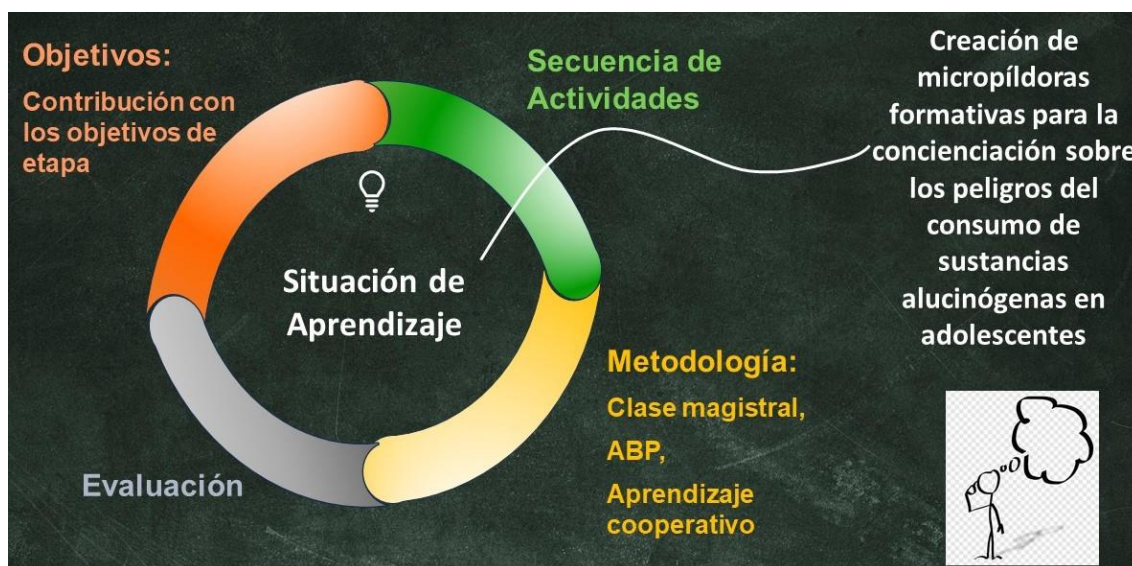 Objetivos:
Contribución con
los objetivos de
etapa
Secuencia de
Actividades
Creación de
micropíldoras
formativas para la
concienciación sobre
los peligros del
consumo de
sustancias
alucinógenas en
adolescentes
Situación de
Aprendizaje
Metodología:
Clase magistral,
ABP,
Aprendizaje
cooperativo
Evaluación